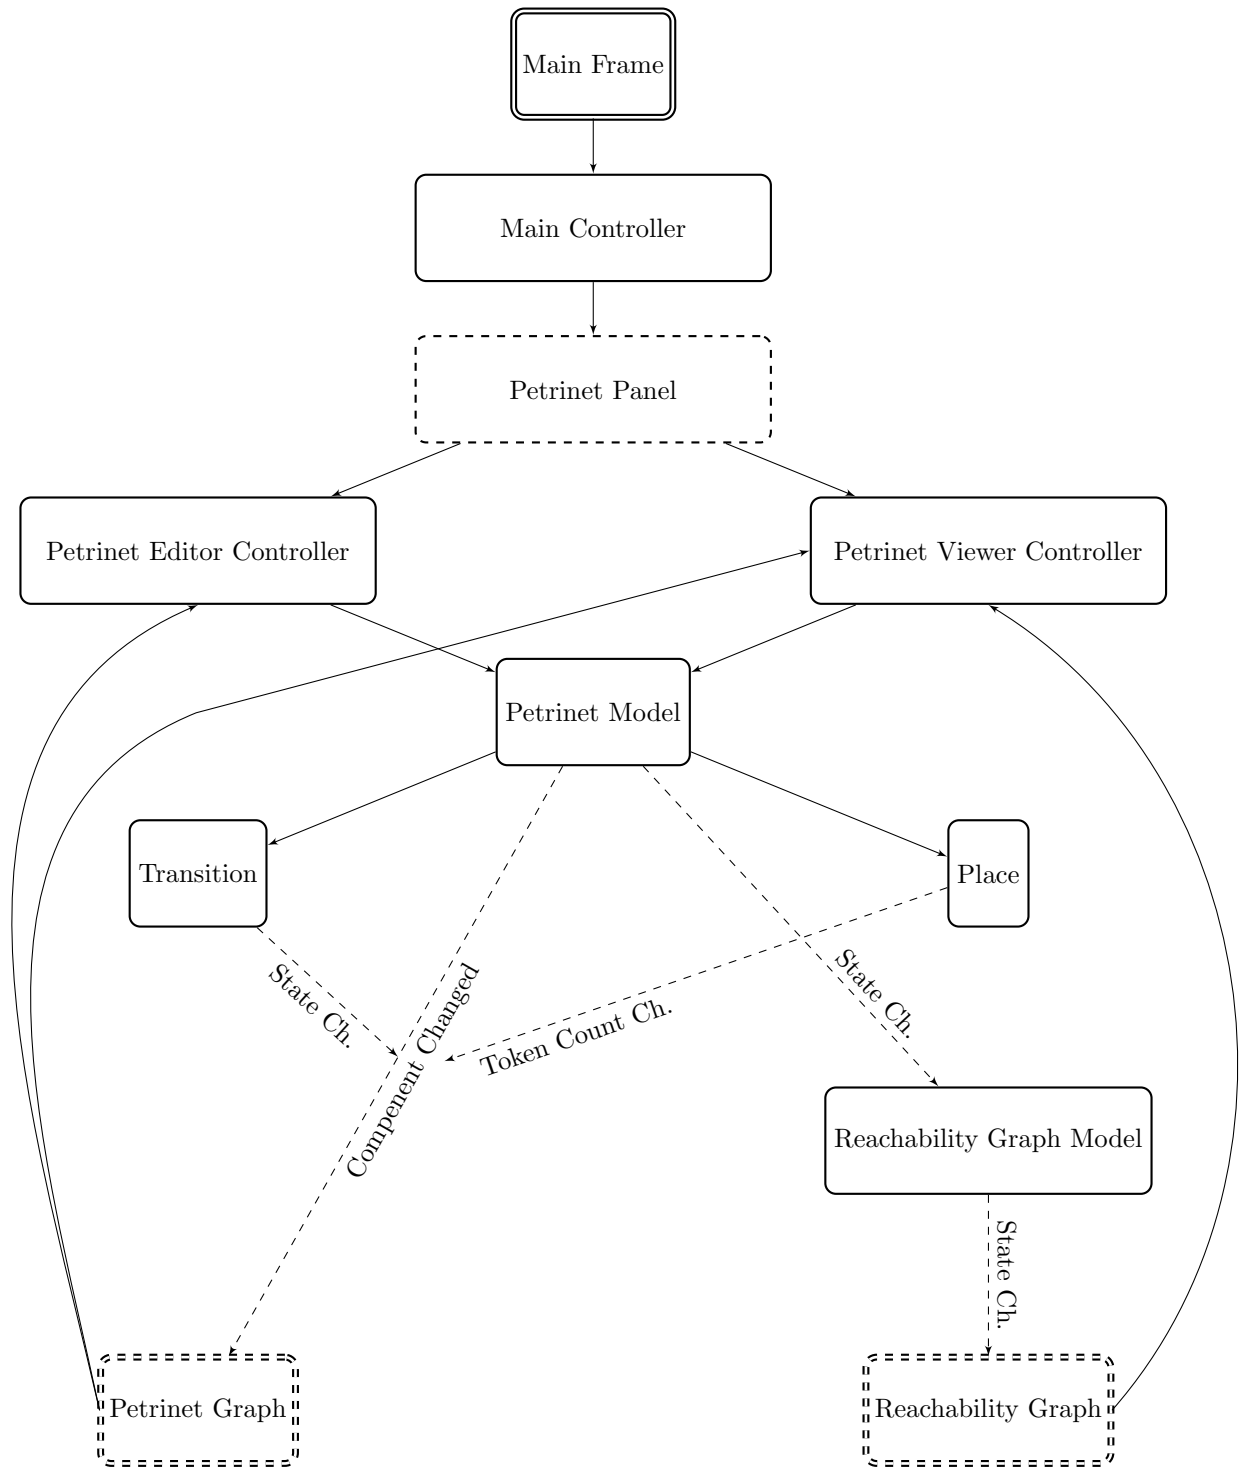 Main Frame
Main Controller
Petrinet Panel
Petrinet Editor Controller
Petrinet Viewer Controller
Petrinet Model
Transition
Place
State Ch.
Compenent Changed
Token Count Ch.
State Ch.
Reachability Graph Model
State Ch.
Petrinet Graph
Reachability Graph